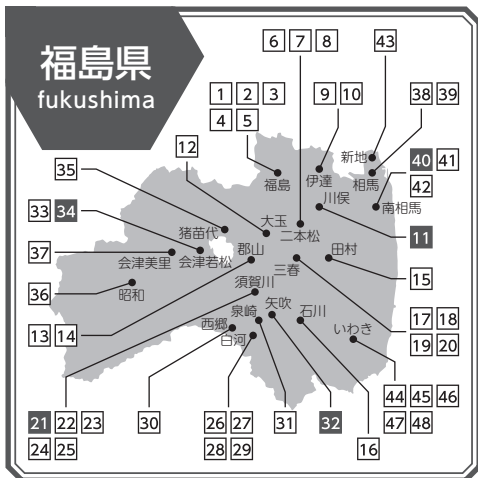 福島県
fukushima
6 7 8
43
1 2 3
4 5
9 10
38 39
12
新地
40 41
42
35
福島
伊達
相馬
川俣
南相馬
33 34
大玉
二本松
11
猪苗代
37
会津美里
会津若松
郡山
田村
三春
15
36
昭和
須賀川
13 14
泉崎
矢吹
石川
いわき
17 18
19 20
西郷
白河
44 45 46
47 48
21 22 23
24 25
30
26 27
28 29
31
32
16